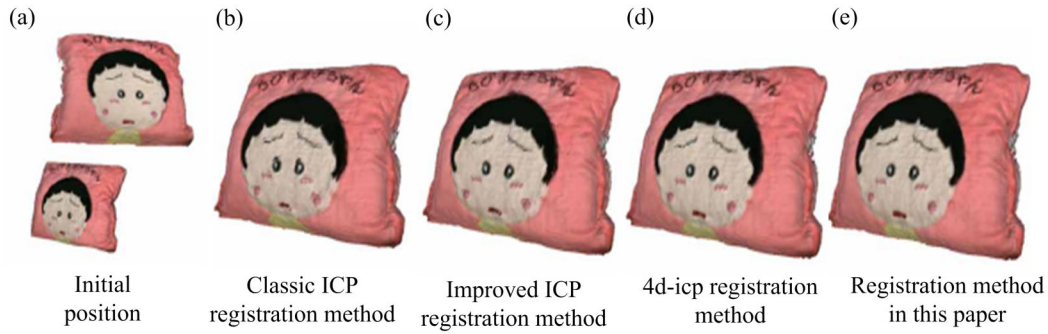 (a)
(b)
(c)
(d)
(e)
Initial
position
Classic ICP
registration method
Improved ICP
registration method
4d-icp registration
method
Registration method
in this paper